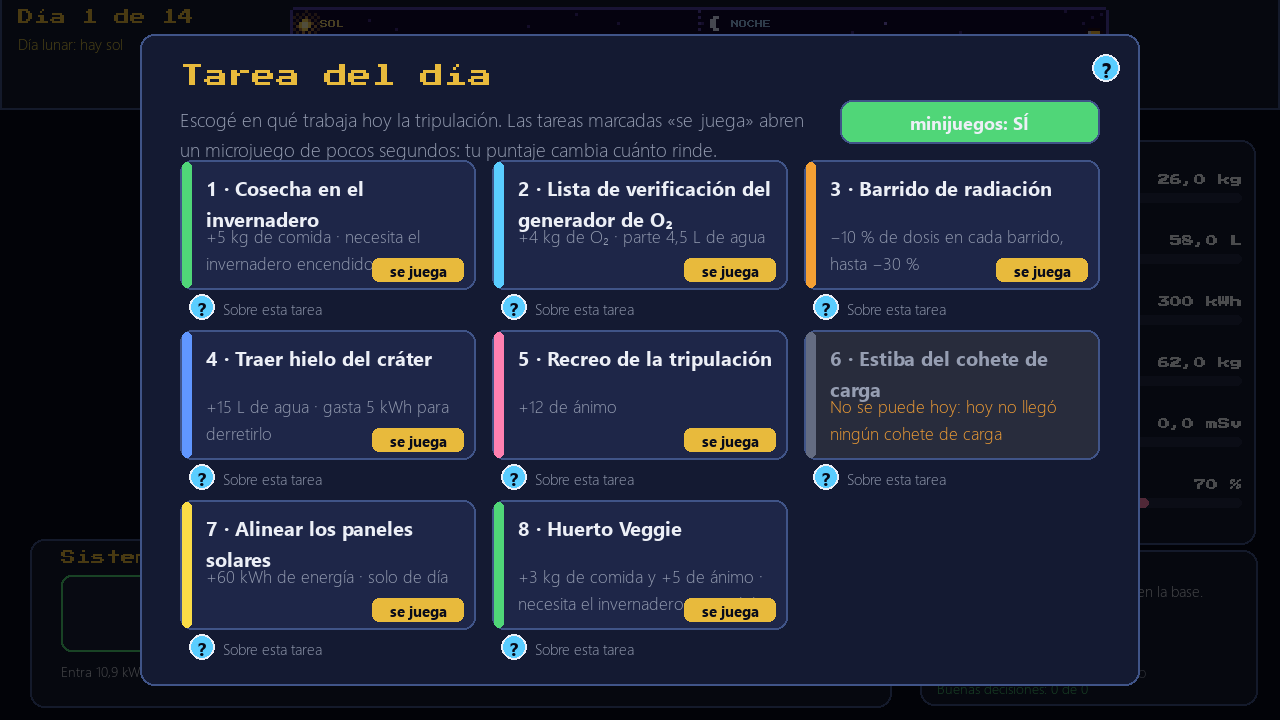 Día 1 de 14
Día lunar: hay sol
SOL
NOCHE
Tarea del día
?
Escogé en qué trabaja hoy la tripulación. Las tareas marcadas «se juega» abren
un microjuego de pocos segundos: tu puntaje cambia cuánto rinde.
minijuegos: SÍ
1 · Cosecha en el
invernadero
+5 kg de comida · necesita el
invernadero encendido
se juega
? Sobre esta tarea
2 · Lista de verificación del
generador de O₂
+4 kg de O₂ · parte 4,5 L de agua
se juega
? Sobre esta tarea
3 · Barrido de radiación
−10 % de dosis en cada barrido,
hasta −30 %
se juega
? Sobre esta tarea
4 · Traer hielo del cráter
+15 L de agua · gasta 5 kWh para
derretirlo
se juega
? Sobre esta tarea
5 · Recreo de la tripulación
+12 de ánimo
se juega
? Sobre esta tarea
6 · Estiba del cohete de
carga
No se puede hoy: hoy no llegó
ningún cohete de carga
? Sobre esta tarea
7 · Alinear los paneles
solares
+60 kWh de energía · solo de día
se juega
? Sobre esta tarea
8 · Huerto Veggie
+3 kg de comida y +5 de ánimo ·
necesita el invernadero
se juega
? Sobre esta tarea
26,0 kg
58,0 L
300 kWh
62,0 kg
0,0 mSv
70 %
Entra 10,9
en la base.
Buenas decisiones: 0 de 0